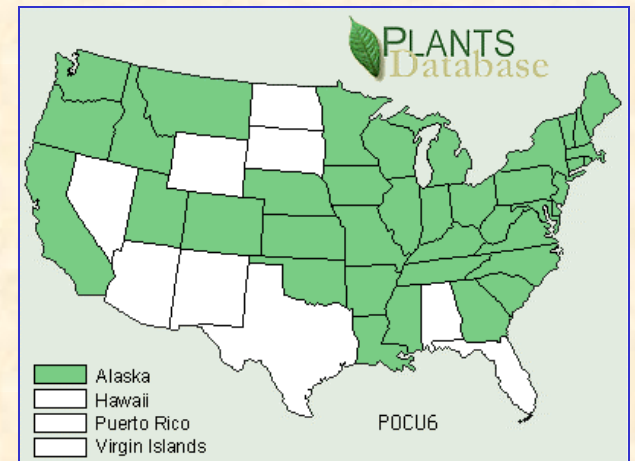 PLANTS
Database
Alaska
Hawaii
Puerto Rico
Virgin Islands
POCU6